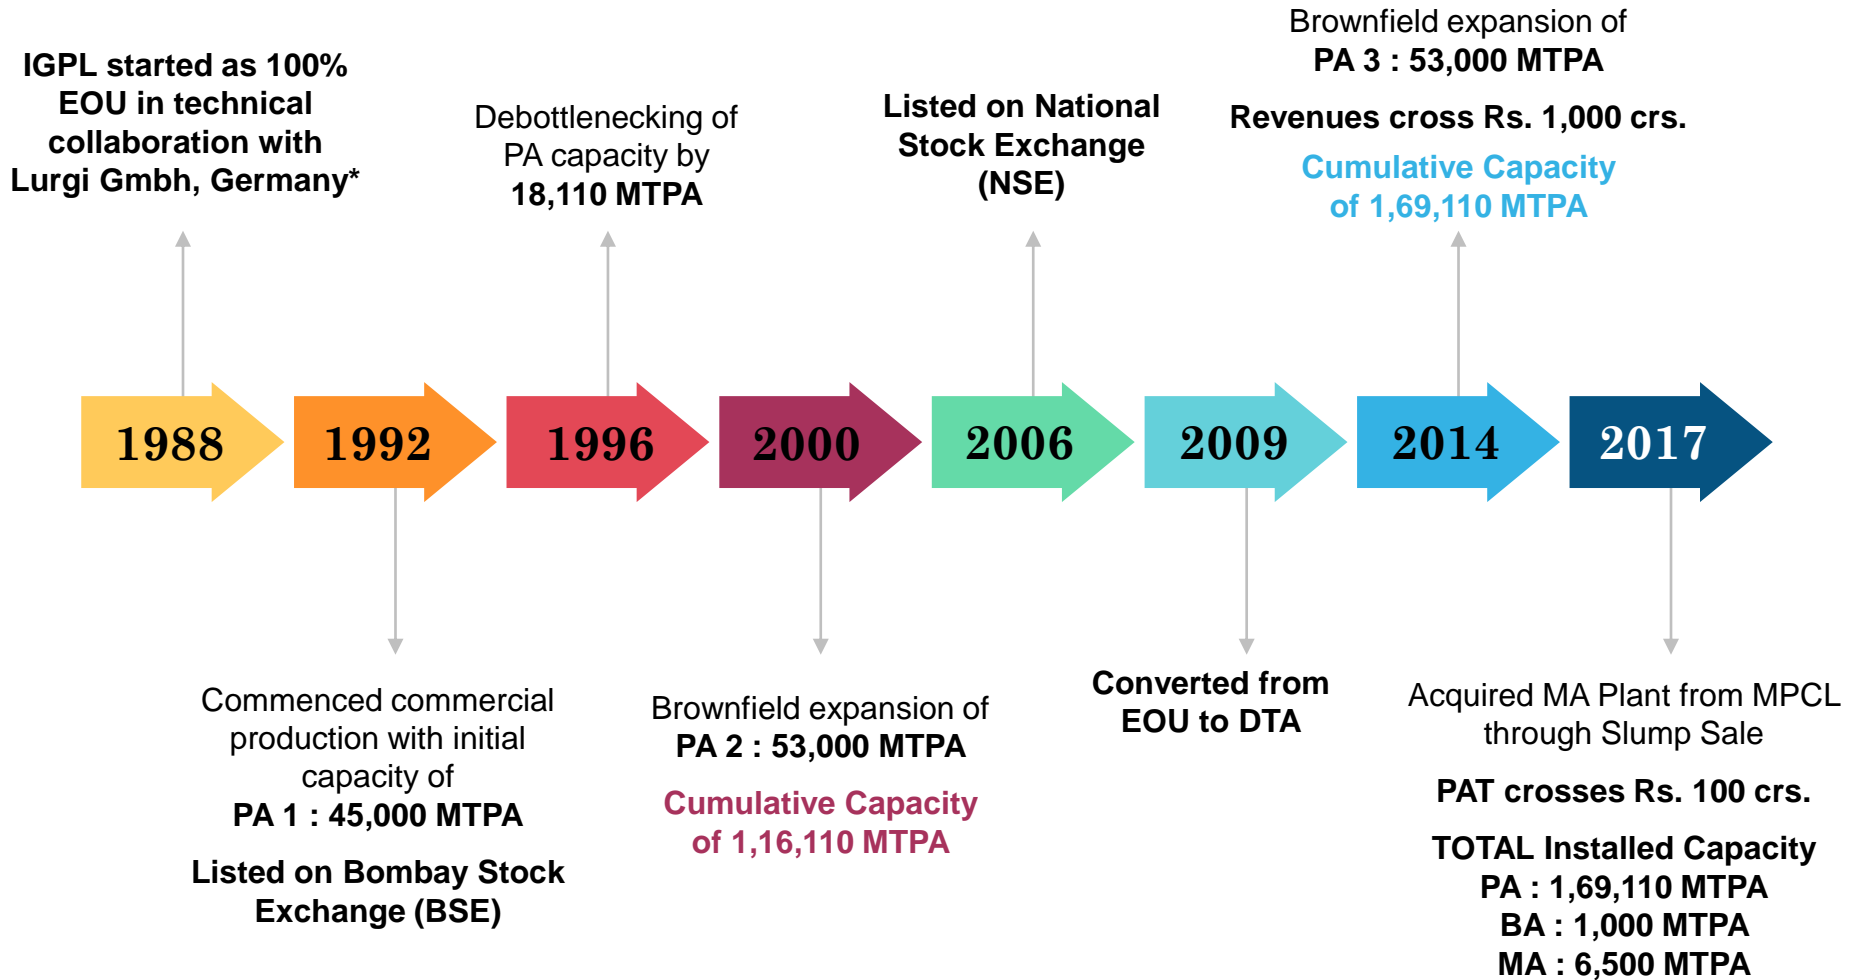 IGPL started as 100%
EOU in technical
collaboration with
Lurgi Gmbh, Germany*
Debottlenecking of
PA capacity by
18,110 MTPA
Listed on National
Stock Exchange
(NSE)
Brownfield expansion of
PA 3 : 53,000 MTPA
Revenues cross Rs. 1,000 crs.
Cumulative Capacity
of 1,69,110 MTPA
1988
1992
1996
2000
2006
2009
2014
2017
Commenced commercial
production with initial
capacity of
PA 1 : 45,000 MTPA
Listed on Bombay Stock
Exchange (BSE)
Brownfield expansion of
PA 2 : 53,000 MTPA
Cumulative Capacity
of 1,16,110 MTPA
Converted from
EOU to DTA
Acquired MA Plant from MPCL
through Slump Sale
PAT crosses Rs. 100 crs.
TOTAL Installed Capacity
PA : 1,69,110 MTPA
BA : 1,000 MTPA
MA : 6,500 MTPA